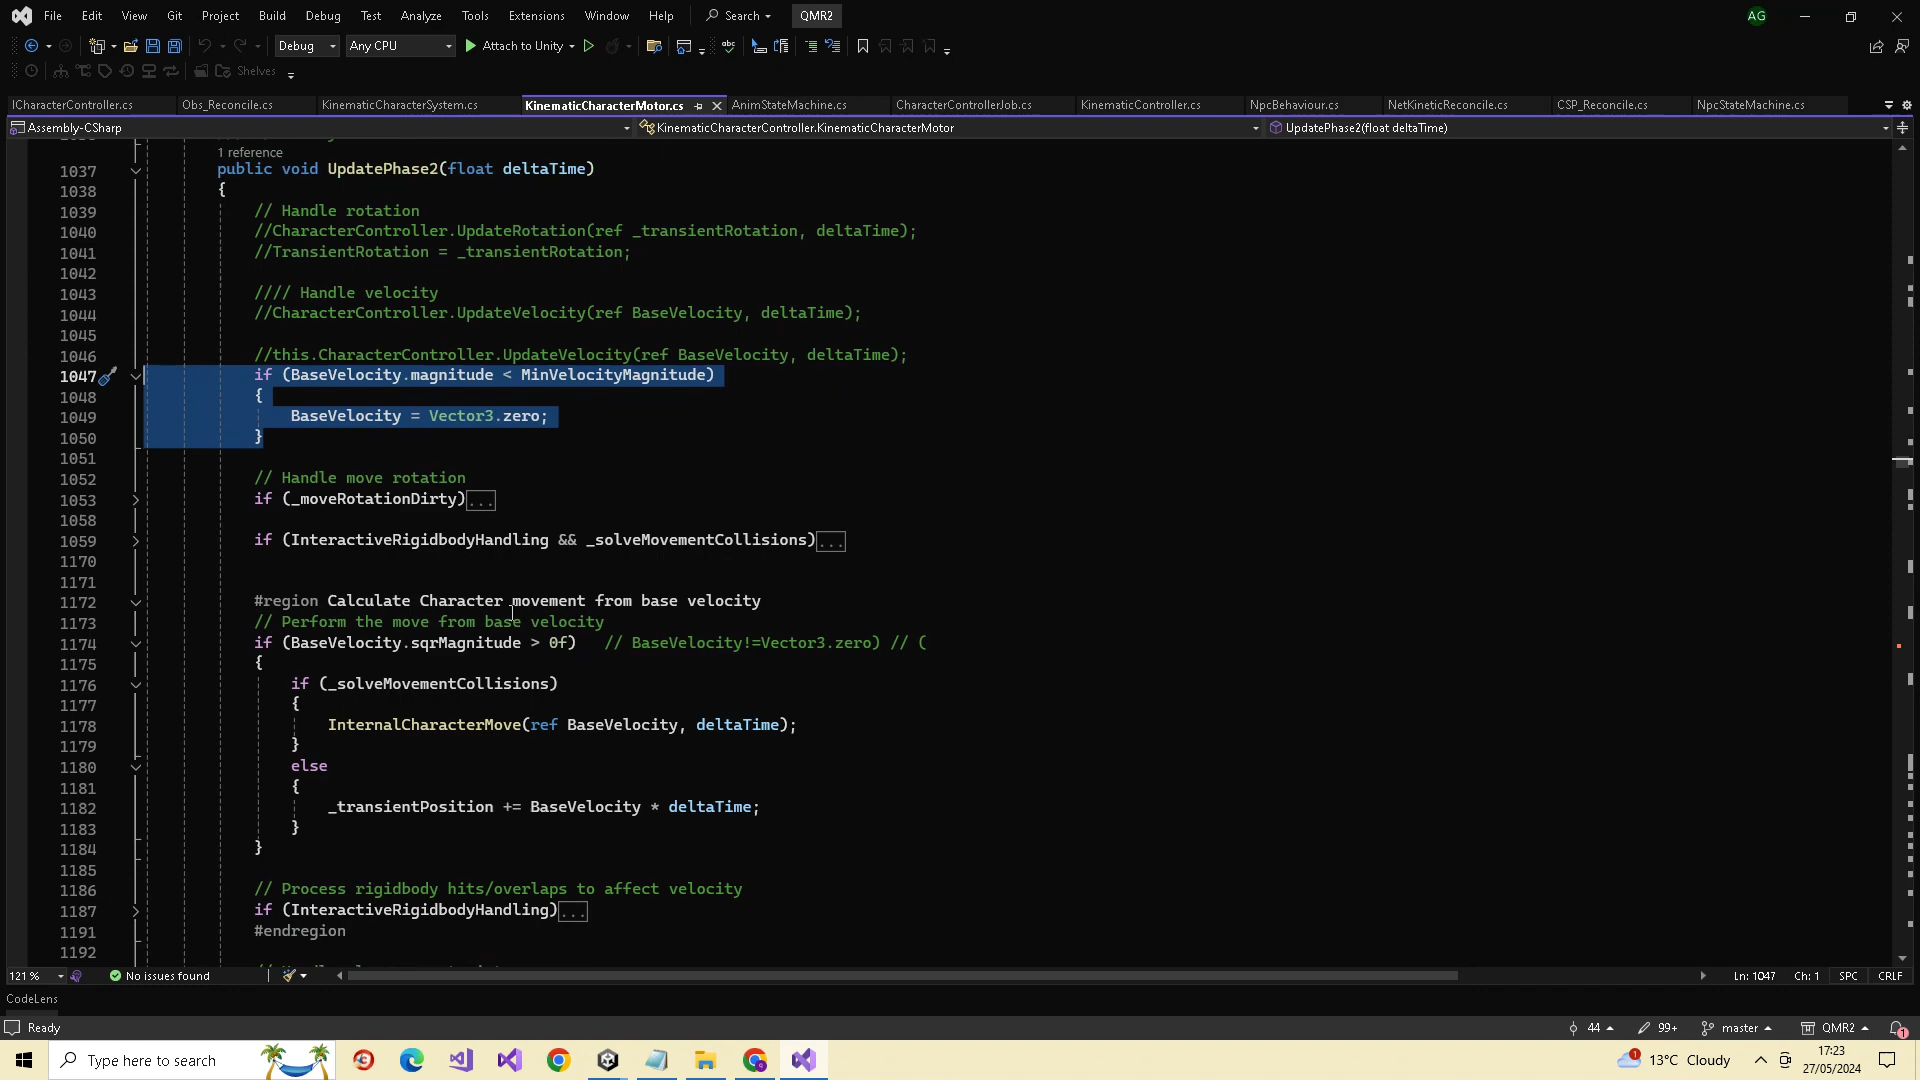 File Edit View Project Build Debug Test Analyze Tools Extensions Window Help Search QMR2 AG
Debug Any CPU Attach to Unity
Shelves
ICharacterController.cs Obs_Reconcile.cs KinematicCharacterSystem.cs KinematicCharacterMotor.cs AnimStateMachine.cs CharacterControllerJob.cs KinematicController.cs NpcBehaviour.cs NetKineticReconcile.cs CSP_Reconcile.cs NpcStateMachine.cs
Assembly-CSharp KinematicCharacterController.KinematicCharacterMotor UpdatePhase2(float deltaTime)
1 reference
1037 public void UpdatePhase2(float deltaTime)
1038 {
1039 // Handle rotation
1040 //CharacterController.UpdateRotation(ref _transientRotation, deltaTime);
1041 //TransientRotation = _transientRotation;
1042
1043 //// Handle velocity
1044 //CharacterController.UpdateVelocity(ref BaseVelocity, deltaTime);
1045
1046 //this.CharacterController.UpdateVelocity(ref BaseVelocity, deltaTime);
1047 if (BaseVelocity.magnitude < MinVelocityMagnitude)
1048 {
1049 BaseVelocity = Vector3.zero;
1050 }
1051
1052 // Handle move rotation
1053 if (_moveRotationDirty)...
1058
1059 if (InteractiveRigidbodyHandling && _solveMovementCollisions)...
1170
1171
1172 #region Calculate Character movement from base velocity
1173 // Perform the move from base velocity
1174 if (BaseVelocity.sqrMagnitude > 0f) // BaseVelocity!=Vector3.zero) // (
1175 {
1176 if (_solveMovementCollisions)
1177 {
1178 InternalCharacterMove(ref BaseVelocity, deltaTime);
1179 }
1180 else
1181 {
1182 _transientPosition += BaseVelocity * deltaTime;
1183 }
1184 }
1185
1186 // Process rigidbody hits/overlaps to affect velocity
1187 if (InteractiveRigidbodyHandling)...
1191 #endregion
1192
121 % No issues found Ln: 1047 Ch: 1 SPC CRLF
CodeLens
Ready 44 99+ master QMR2 1
Type here to search 1 13°C Cloudy 17:23
27/05/2024